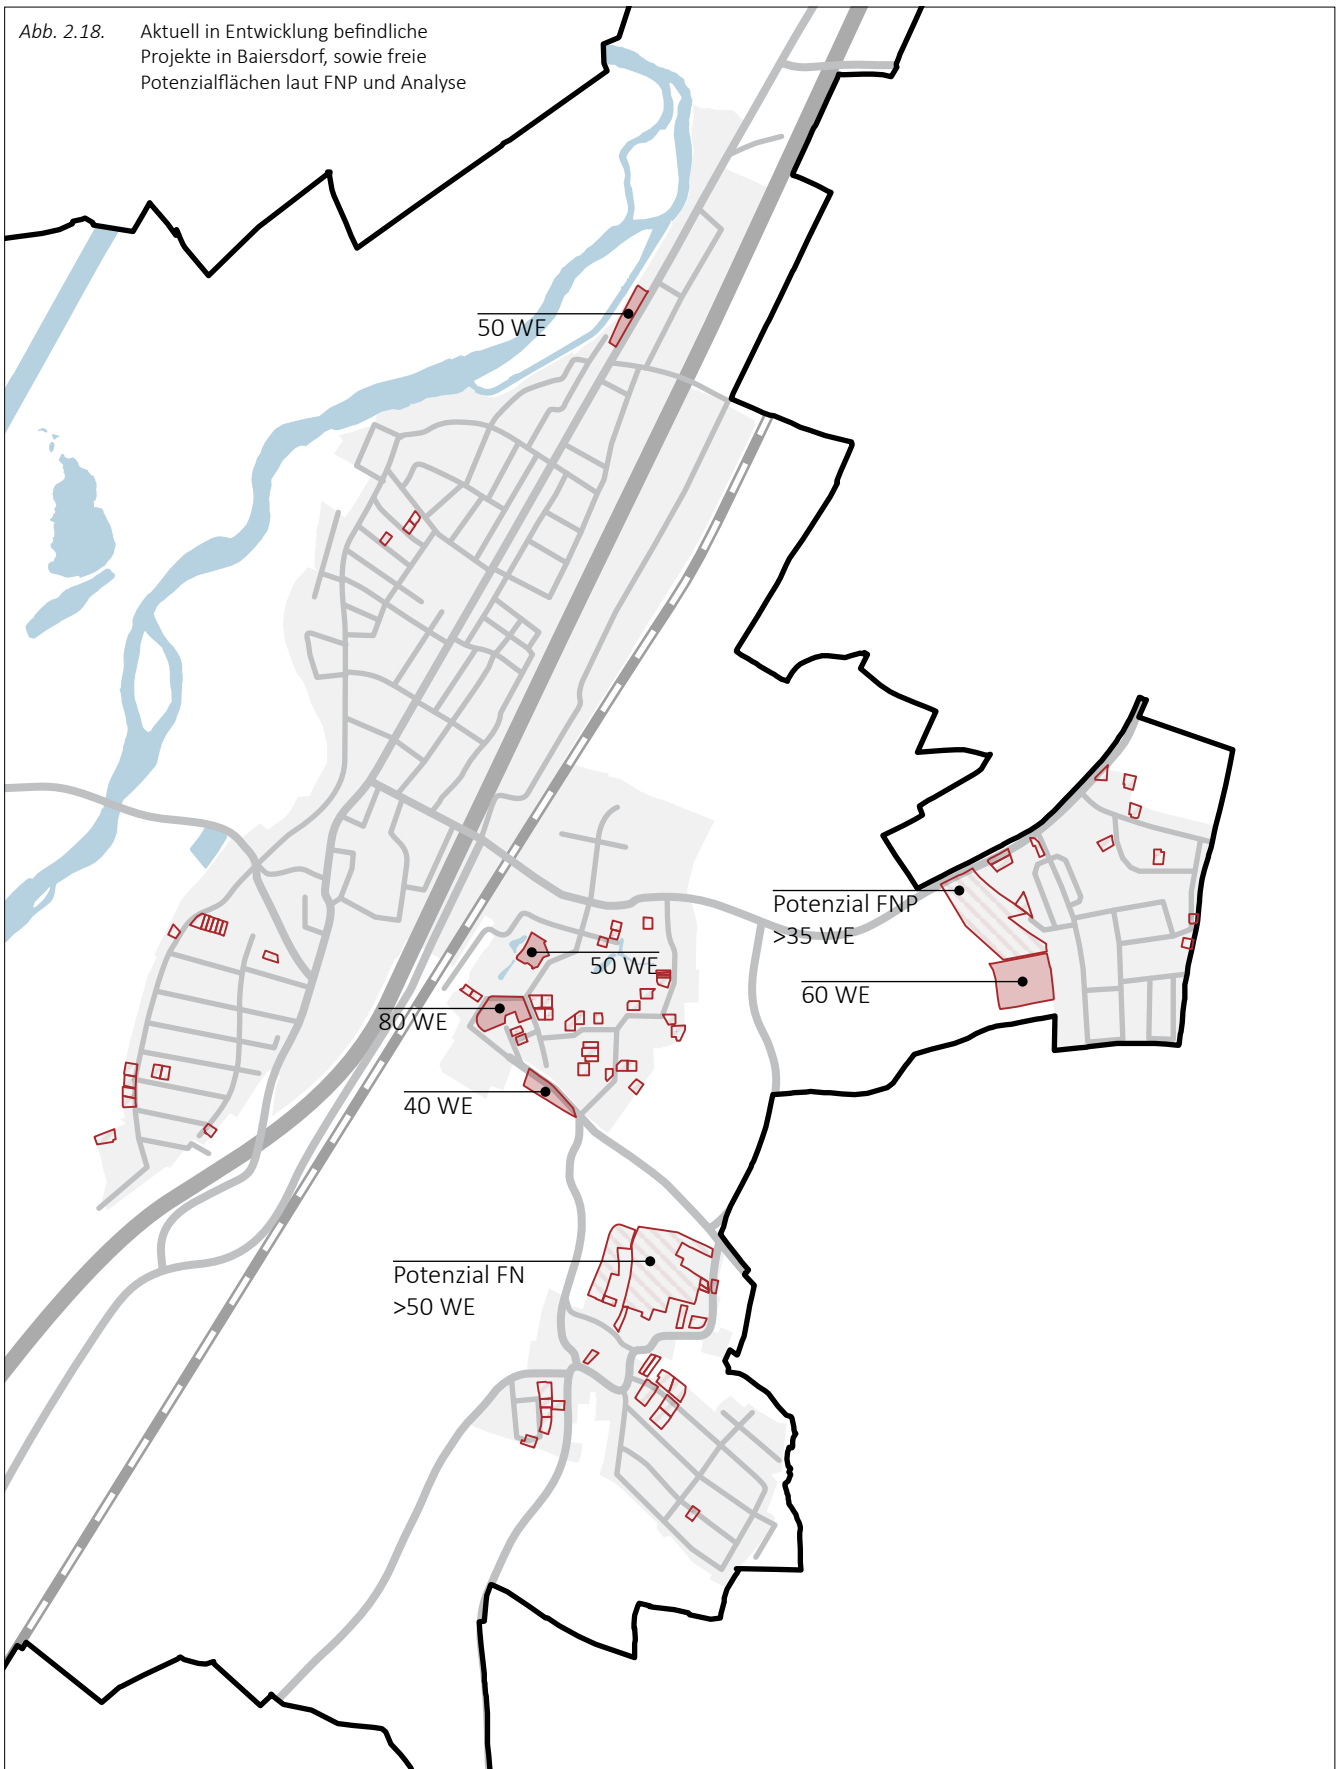 Abb. 2.18. Aktuell in Entwicklung befindliche
Projekte in Baiersdorf, sowie freie
Potenzialflächen laut FNP und Analyse
50 WE
Potenzial FNP
>35 WE
50 WE
60 WE
80 WE
40 WE
Potenzial FN
>50 WE